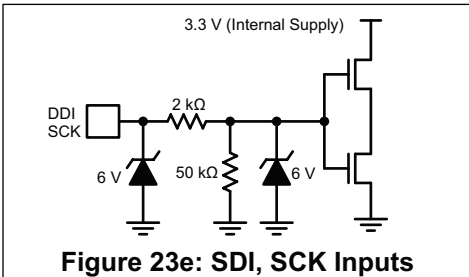 3.3 V (Internal Supply)
DDI
SCK
2 kΩ
6 V
50 kΩ
6 V
Figure 23e: SDI, SCK Inputs